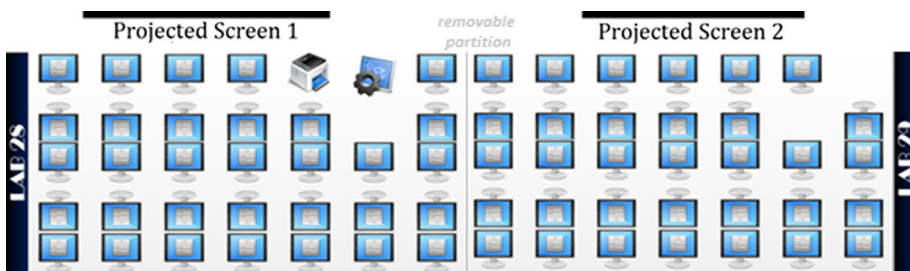 Projected Screen 1
removable
partition
Projected Screen 2
LAB 28
LAB 29